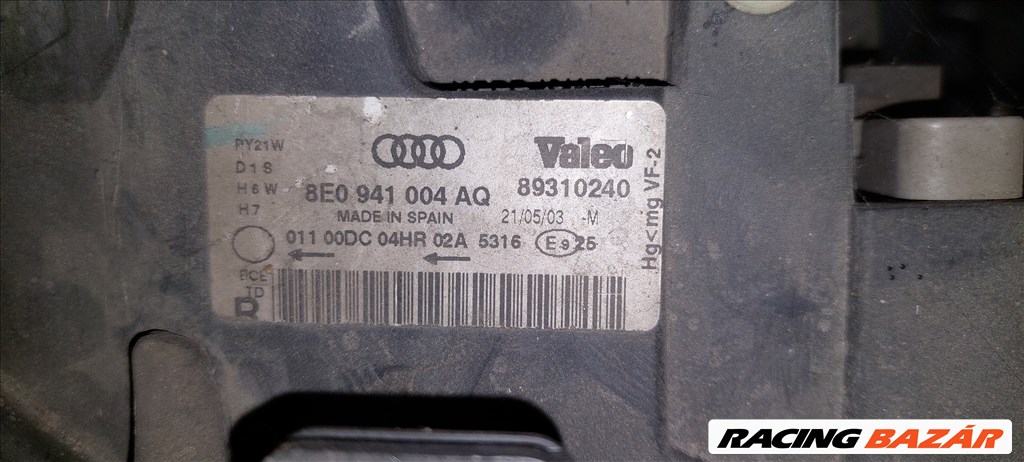 PY21W
D1S
H6W
H7
Valeo
8E0 941 004 AQ
89310240
MADE IN SPAIN
21/05/03 -M
011 00DC 04HR 02A 5316
E9 25
Hg<mg VF-2
ECE
TD
R
RACING BAZÁR